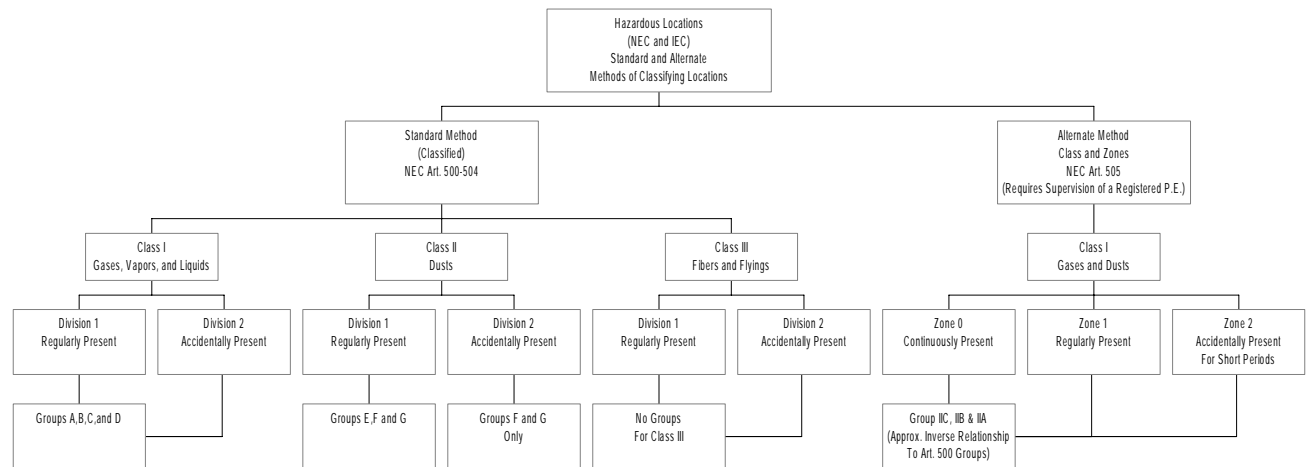 Hazardous Locations
(NEC and IEC)
Standard and Alternate
Methods of Classifying Locations
Standard Method
(Classified)
NEC Art. 500-504
Alternate Method
Class and Zones
NEC Art. 505
(Requires Supervision of a Registered P.E.)
Class I
Gases, Vapors, and Liquids
Class II
Dusts
Class III
Fibers and Flyings
Class I
Gases and Dusts
Division 1
Regularly Present
Division 2
Accidentally Present
Division 1
Regularly Present
Division 2
Accidentally Present
Division 1
Regularly Present
Division 2
Accidentally Present
Zone 0
Continuously Present
Zone 1
Regularly Present
Zone 2
Accidentally Present
For Short Periods
Groups A,B,C,and D
Groups E,F and G
Groups F and G
Only
No Groups
For Class III
Group IIC, IIB & IIA
(Approx. Inverse Relationship
To Art. 500 Groups)